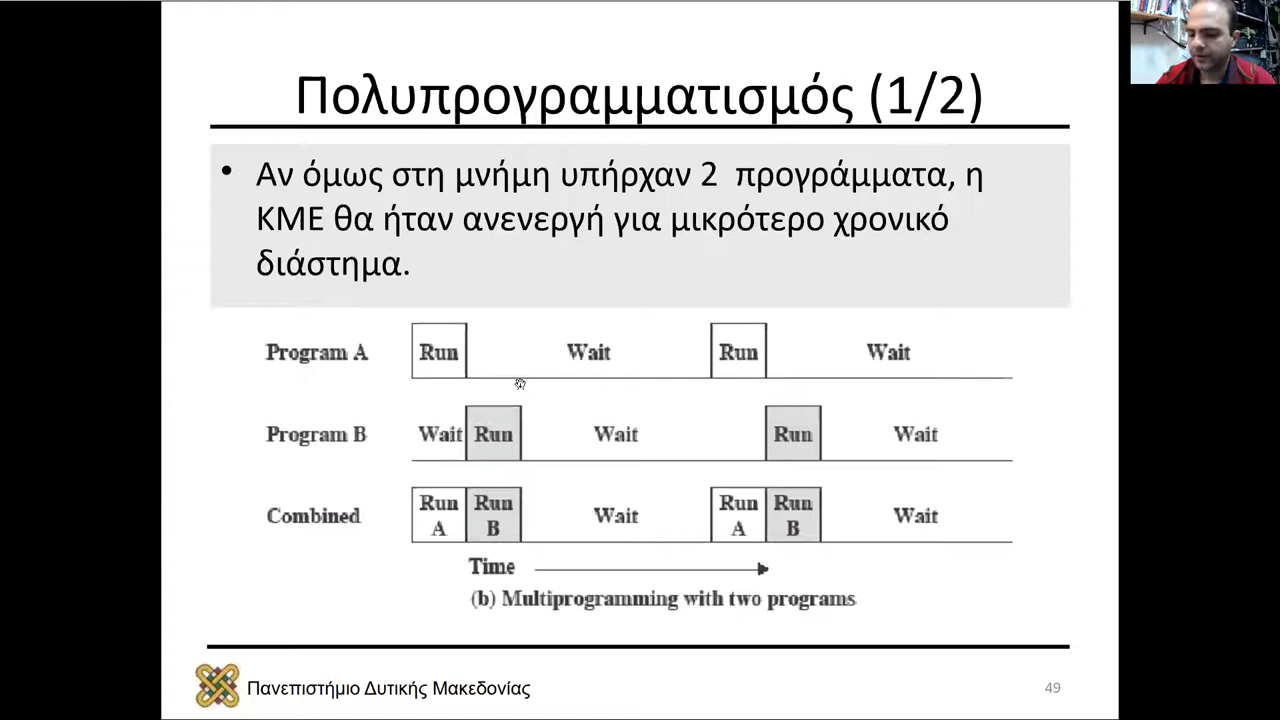 Πολυπρογραμματισμός (1/2)
• Αν όμως στη μνήμη υπήρχαν 2 προγράμματα, η
ΚΜΕ θα ήταν ανενεργή για μικρότερο χρονικό
διάστημα.
Program A Run Wait Run Wait
Program B Wait Run Wait Run Wait
Combined Run A Run B Wait Run A Run B Wait
Time
(b) Multiprogramming with two programs
Πανεπιστήμιο Δυτικής Μακεδονίας
49